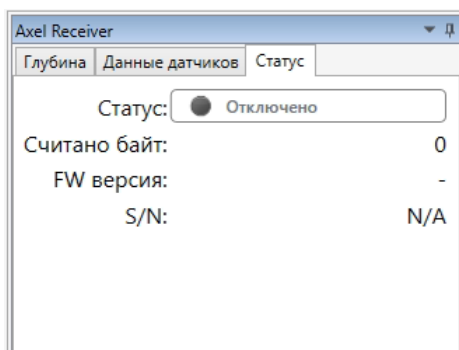 Axel Receiver
Глубина Данные датчиков Статус
Статус: Отключено
Считано байт: 0
FW версия: -
S/N: N/A